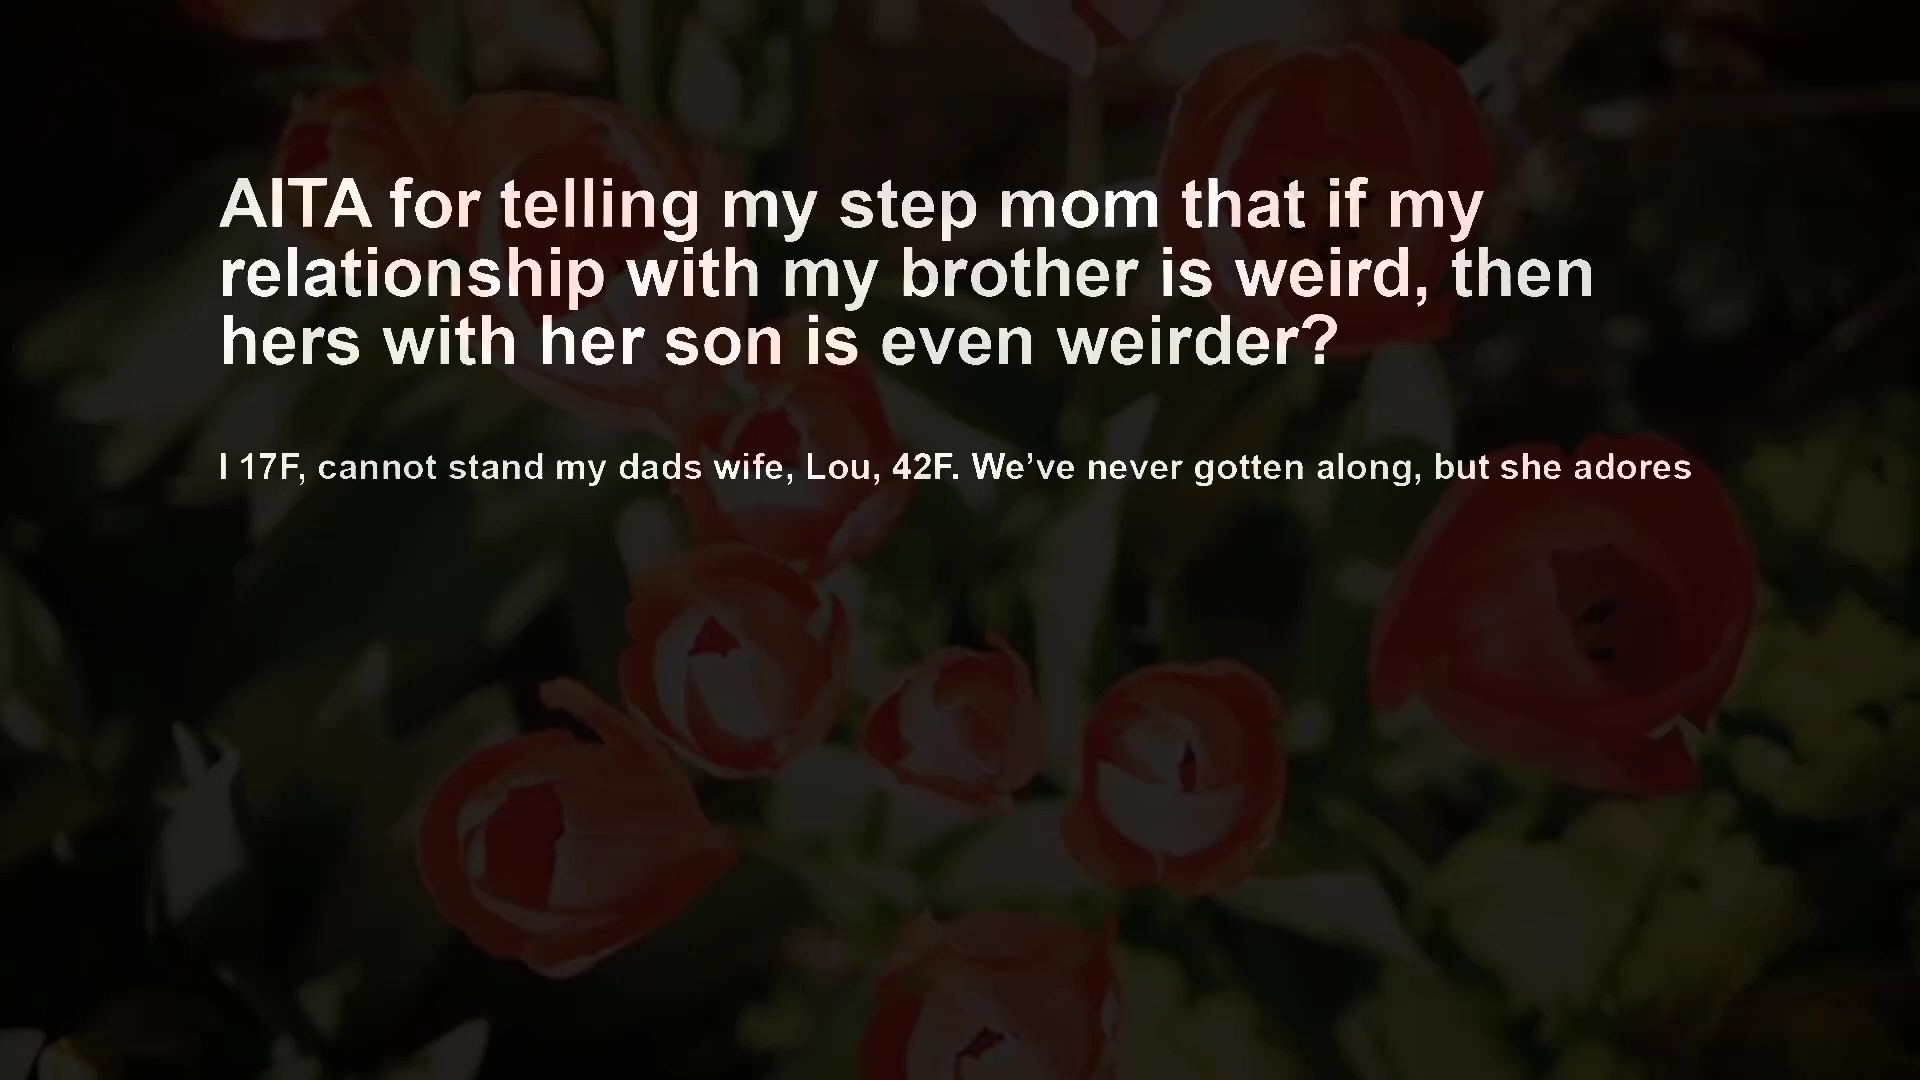 AITA for telling my step mom that if my
relationship with my brother is weird, then
hers with her son is even weirder?
I 17F, cannot stand my dads wife, Lou, 42F. We’ve never gotten along, but she adores